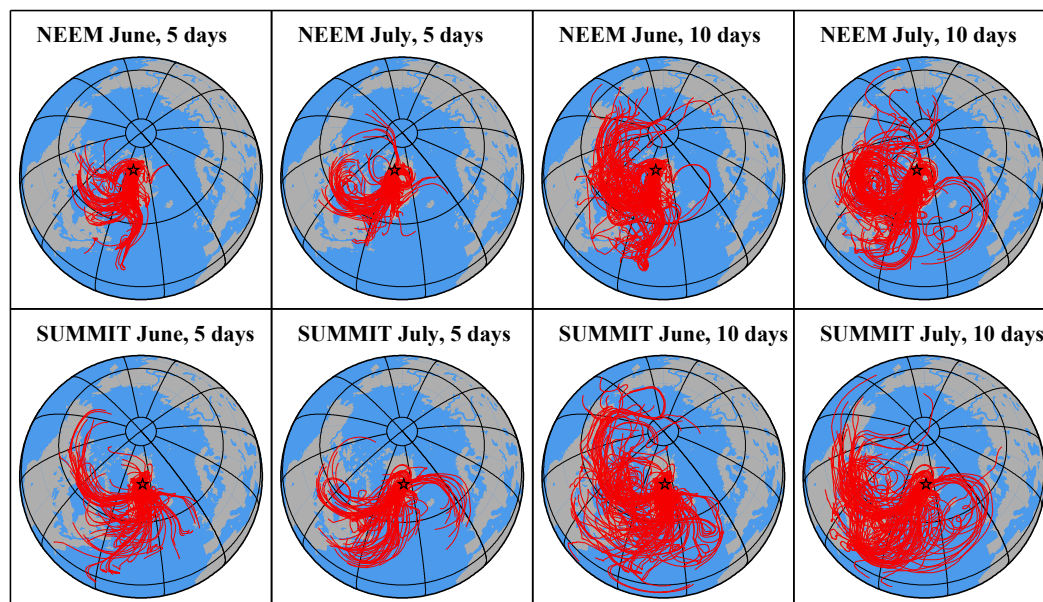 NEEM June, 5 days
NEEM July, 5 days
NEEM June, 10 days
NEEM July, 10 days
SUMMIT June, 5 days
SUMMIT July, 5 days
SUMMIT June, 10 days
SUMMIT July, 10 days